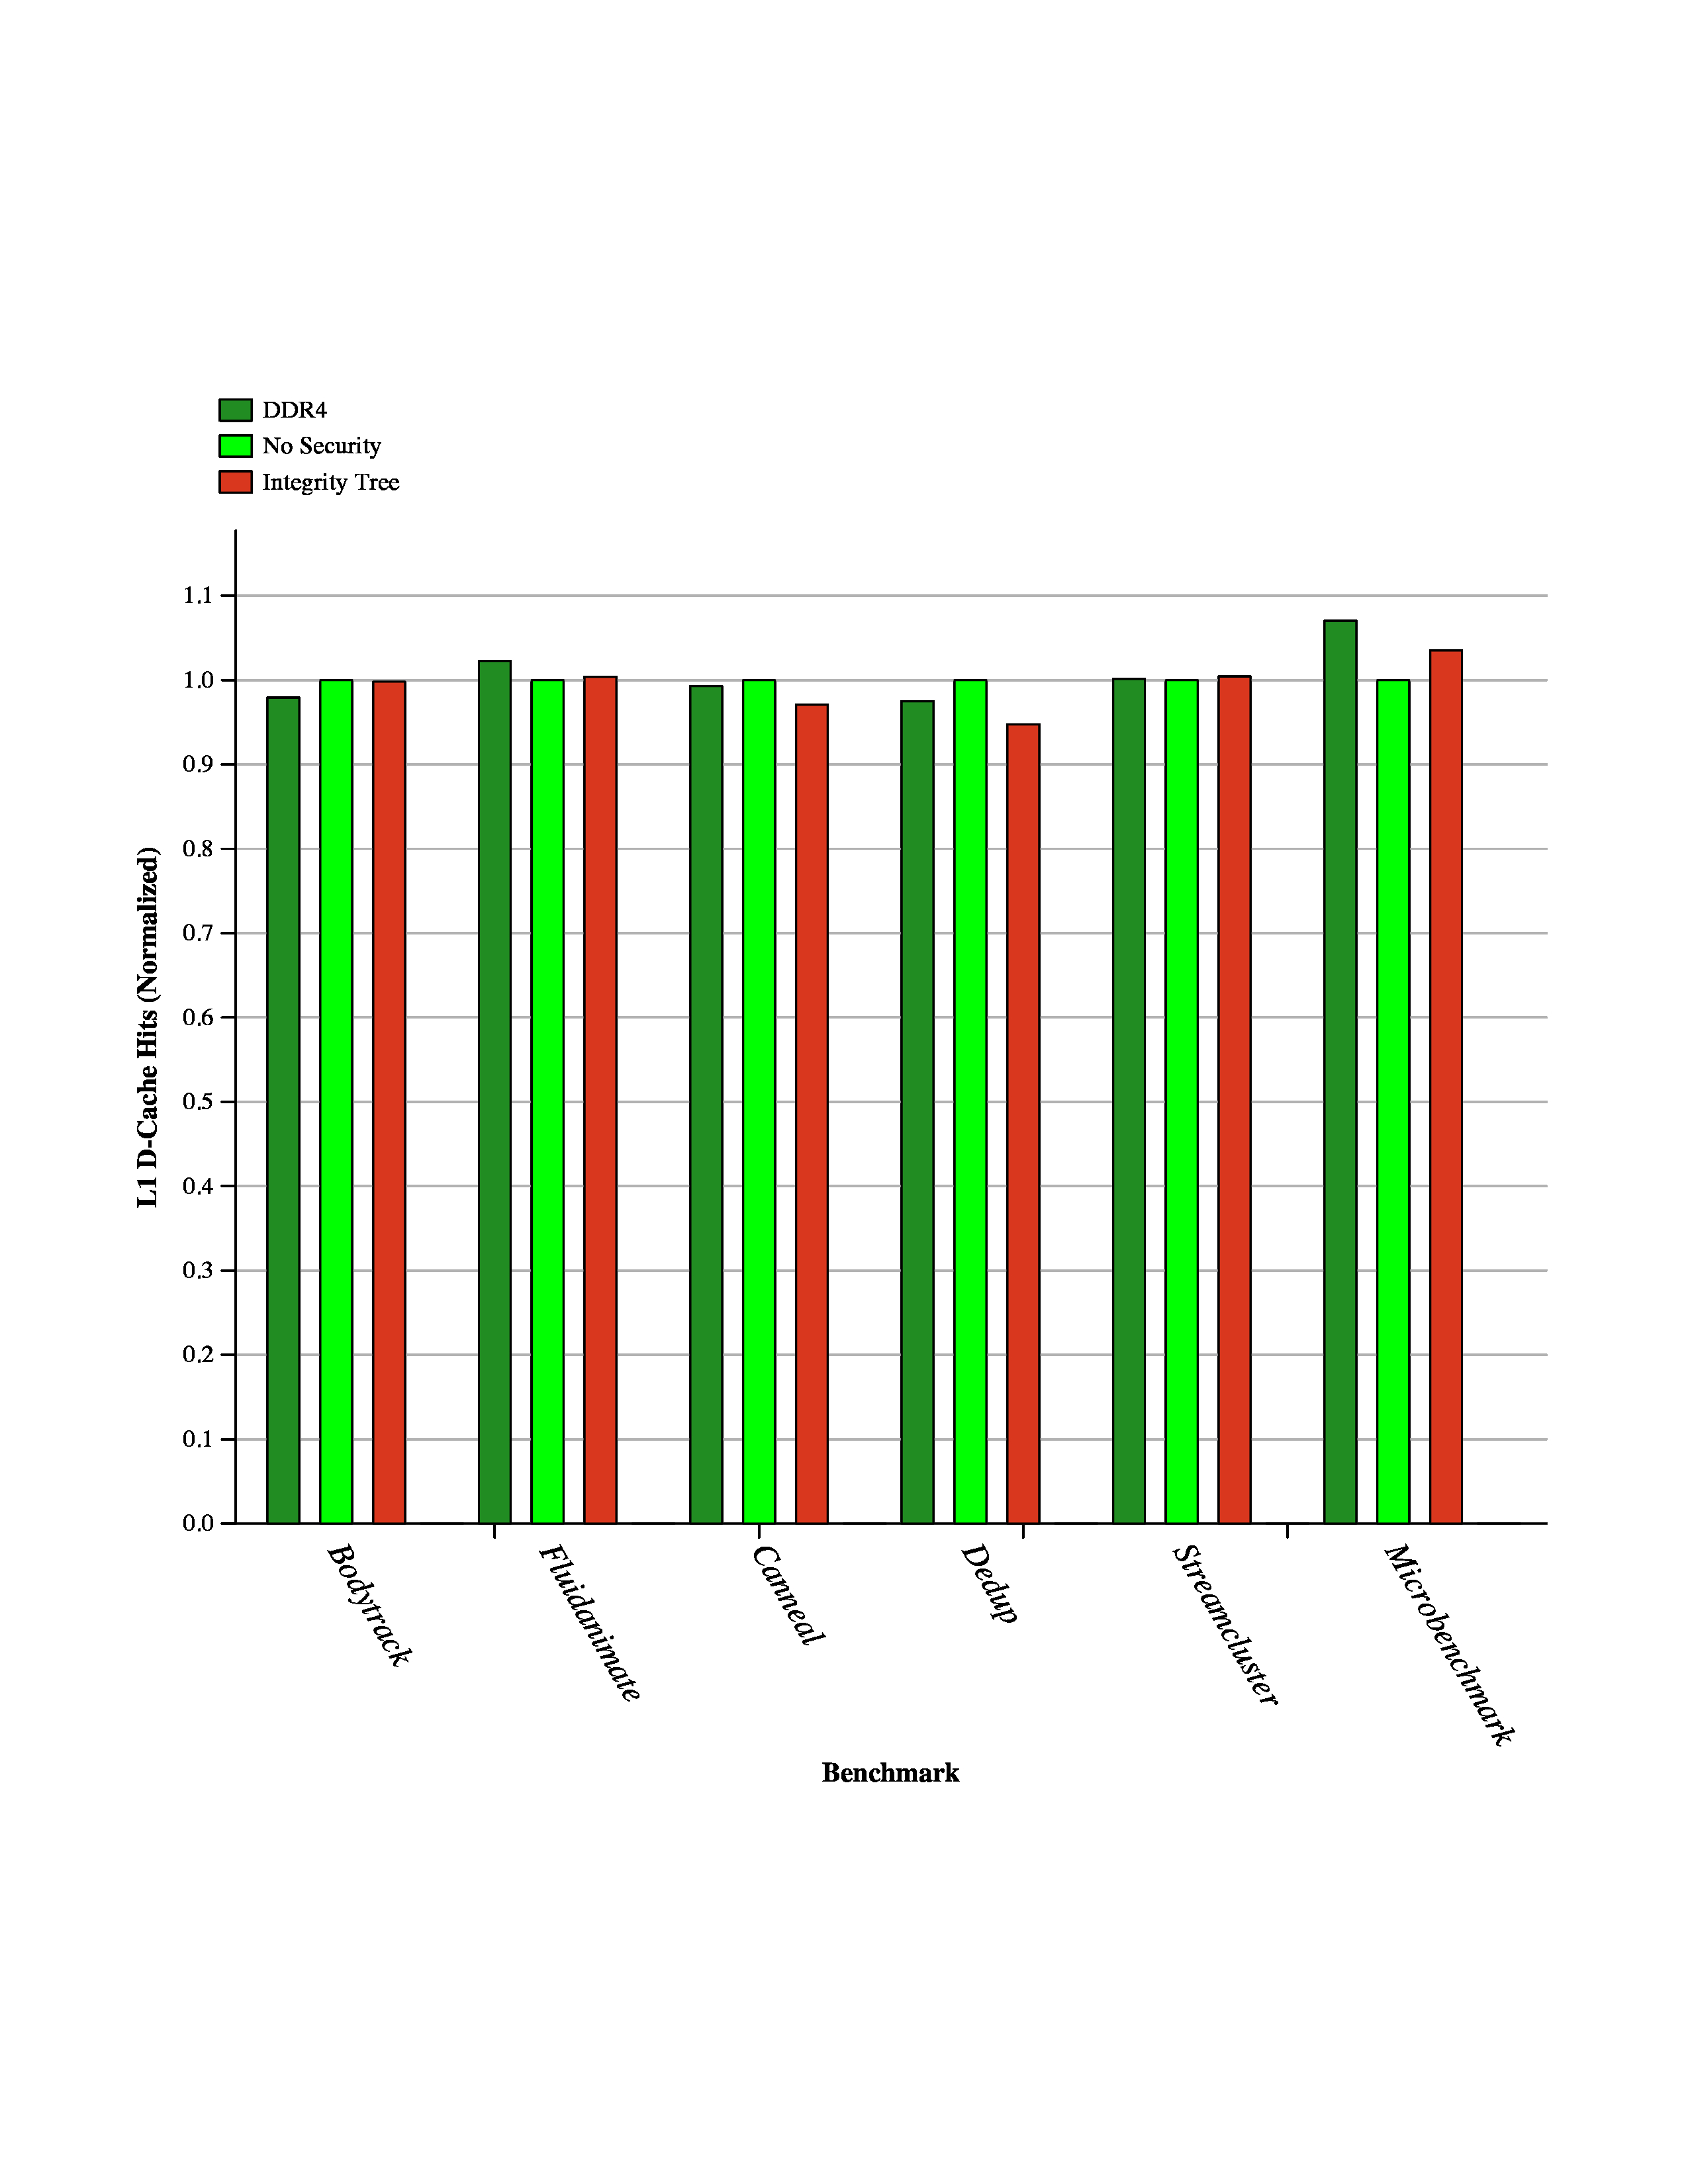 DDR4
No Security
Integrity Tree
1.1
1.0
0.9
0.8
0.7
0.6
0.5
0.4
0.3
0.2
0.1
0.0
L1 D-Cache Hits (Normalized)
Bodytrack
Fluidanimate
Canneal
Dedup
Streamcluster
Microbenchmark
Benchmark